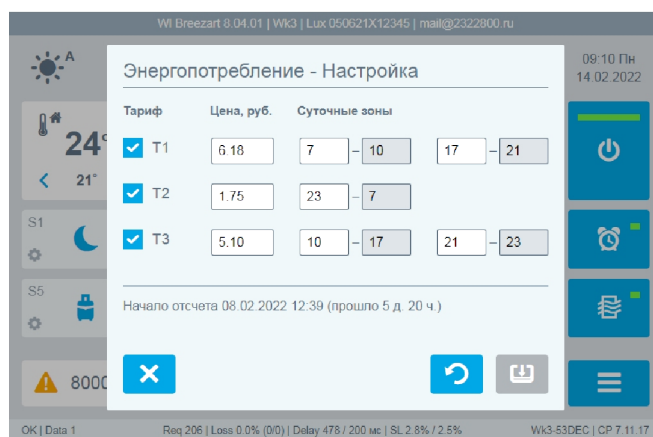 WI Breezart 8.04.01 | Wk3 | Lux 050621X12345 | mail@2322800.ru
A
09:10 Пн
14.02.2022
Энергопотребление - Настройка
Тариф Цена, руб. Суточные зоны
T1 6.18 7 – 10 17 – 21
T2 1.75 23 – 7
T3 5.10 10 – 17 21 – 23
Начало отсчета 08.02.2022 12:39 (прошло 5 д. 20 ч.)
24°
21°
S1
S5
8000
OK | Data 1 Req 206 | Loss 0.0% (0/0) | Delay 478 / 200 мс | SL 2.8% / 2.5% Wk3-53DEC | CP 7.11.17